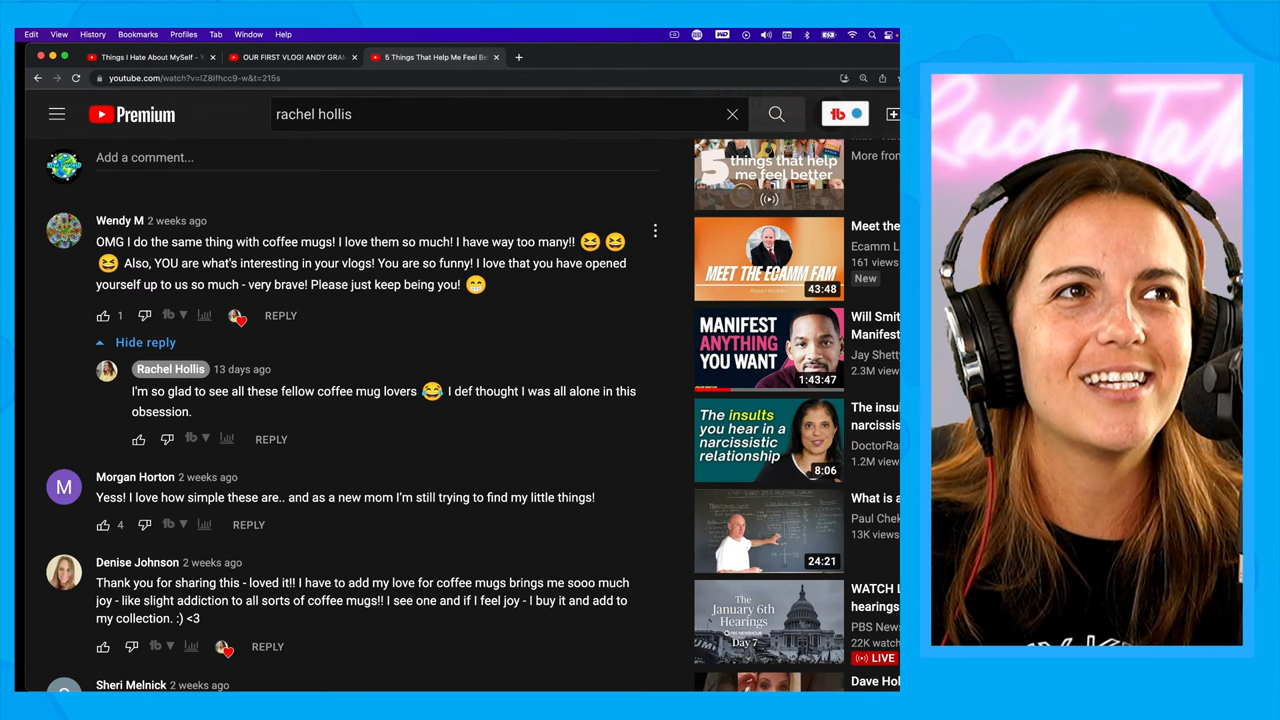 Edit View History Bookmarks Profiles Tab Window Help
Things I Hate About MySelf - Y
OUR FIRST VLOG! ANDY GRAM
5 Things That Help Me Feel Be
youtube.com/watch?v=lZ8ifhcc9-w&t=215s
Premium
rachel hollis
Add a comment...
Wendy M 2 weeks ago
OMG I do the same thing with coffee mugs! I love them so much! I have way too many!! 😆 😆
😆 Also, YOU are what's interesting in your vlogs! You are so funny! I love that you have opened
yourself up to us so much - very brave! Please just keep being you! 😁
1 REPLY
Hide reply
Rachel Hollis 13 days ago
I'm so glad to see all these fellow coffee mug lovers 😂 I def thought I was all alone in this
obsession.
REPLY
Morgan Horton 2 weeks ago
Yess! I love how simple these are.. and as a new mom I'm still trying to find my little things!
4 REPLY
M
Denise Johnson 2 weeks ago
Thank you for sharing this - loved it!! I have to add my love for coffee mugs brings me sooo much
joy - like slight addiction to all sorts of coffee mugs!! I see one and if I feel joy - I buy it and add to
my collection. :) <3
REPLY
Sheri Melnick 2 weeks ago
5 things that help
me feel better
More from
MEET THE ECAMM FAM
43:48
Meet the
Ecamm L
161 views
New
MANIFEST
ANYTHING
YOU WANT
1:43:47
Will Smit
Manifest
Jay Shetty
2.3M view
The insults
you hear in a
narcissistic
relationship
8:06
The insul
narcissis
DoctorRa
1.2M view
24:21
What is a
Paul Chek
13K views
The
January 6th
Hearings
Day 7
WATCH L
hearings
PBS News
22K watch
LIVE
Dave Hol
Rach Talk